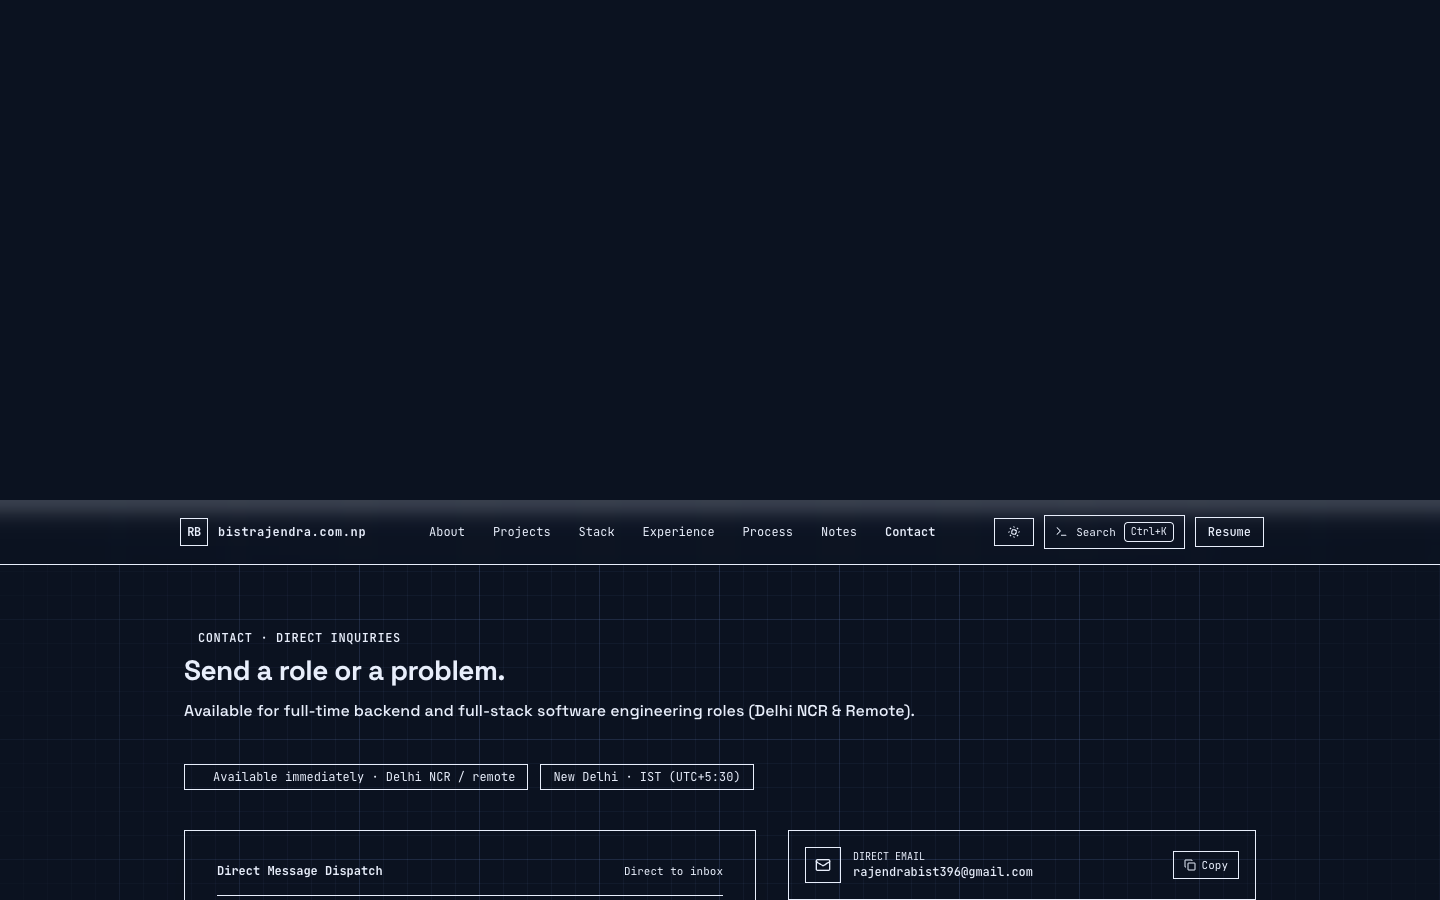 RB bistrajendra.com.np About Projects Stack Experience Process Notes Contact Search Ctrl+K Resume
CONTACT · DIRECT INQUIRIES
Send a role or a problem.
Available for full-time backend and full-stack software engineering roles (Delhi NCR & Remote).
Available immediately · Delhi NCR / remote New Delhi · IST (UTC+5:30)
Direct Message Dispatch Direct to inbox
DIRECT EMAIL
rajendrabist396@gmail.com
Copy